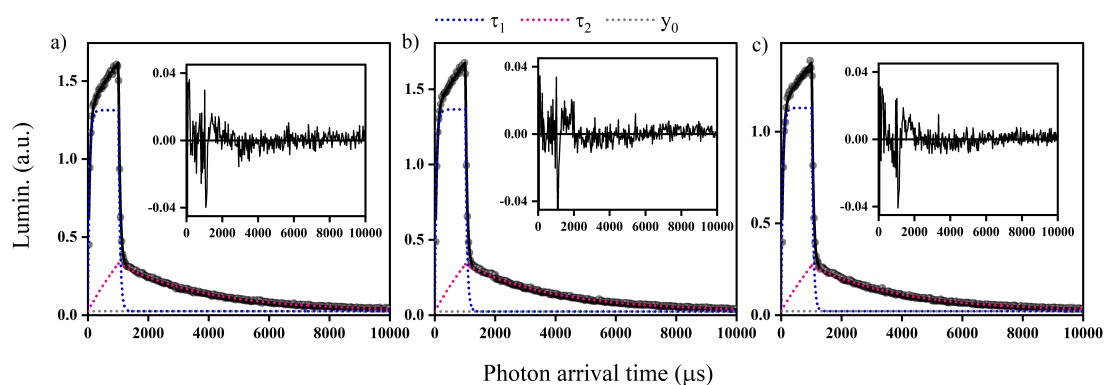 τ1 τ2 y0
a) b) c)
0.04 0.04 0.04
1.5 1.5
0.00 0.00 0.00
-0.04 -0.04 -0.04
0 2000 4000 6000 8000 10000 0 2000 4000 6000 8000 10000 0 2000 4000 6000 8000 10000
1.0 1.0 1.0
0.5 0.5 0.5
0.0 0.0 0.0
0 2000 4000 6000 8000 10000 0 2000 4000 6000 8000 10000 0 2000 4000 6000 8000 10000
Lumin. (a.u.)
Photon arrival time (μs)